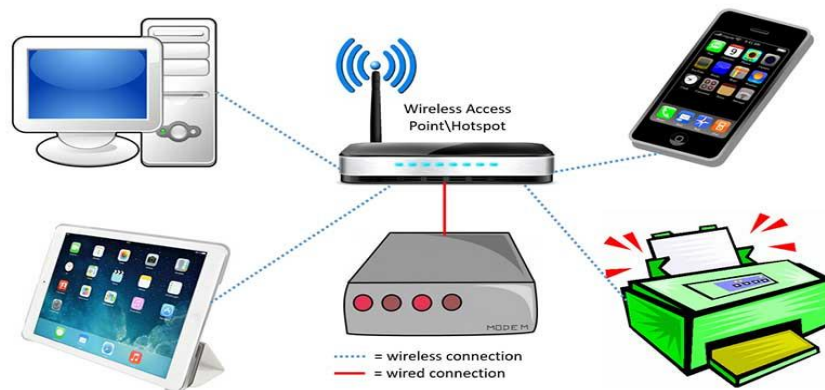 Wireless Access
Point\Hotspot
MODEM
= wireless connection
= wired connection